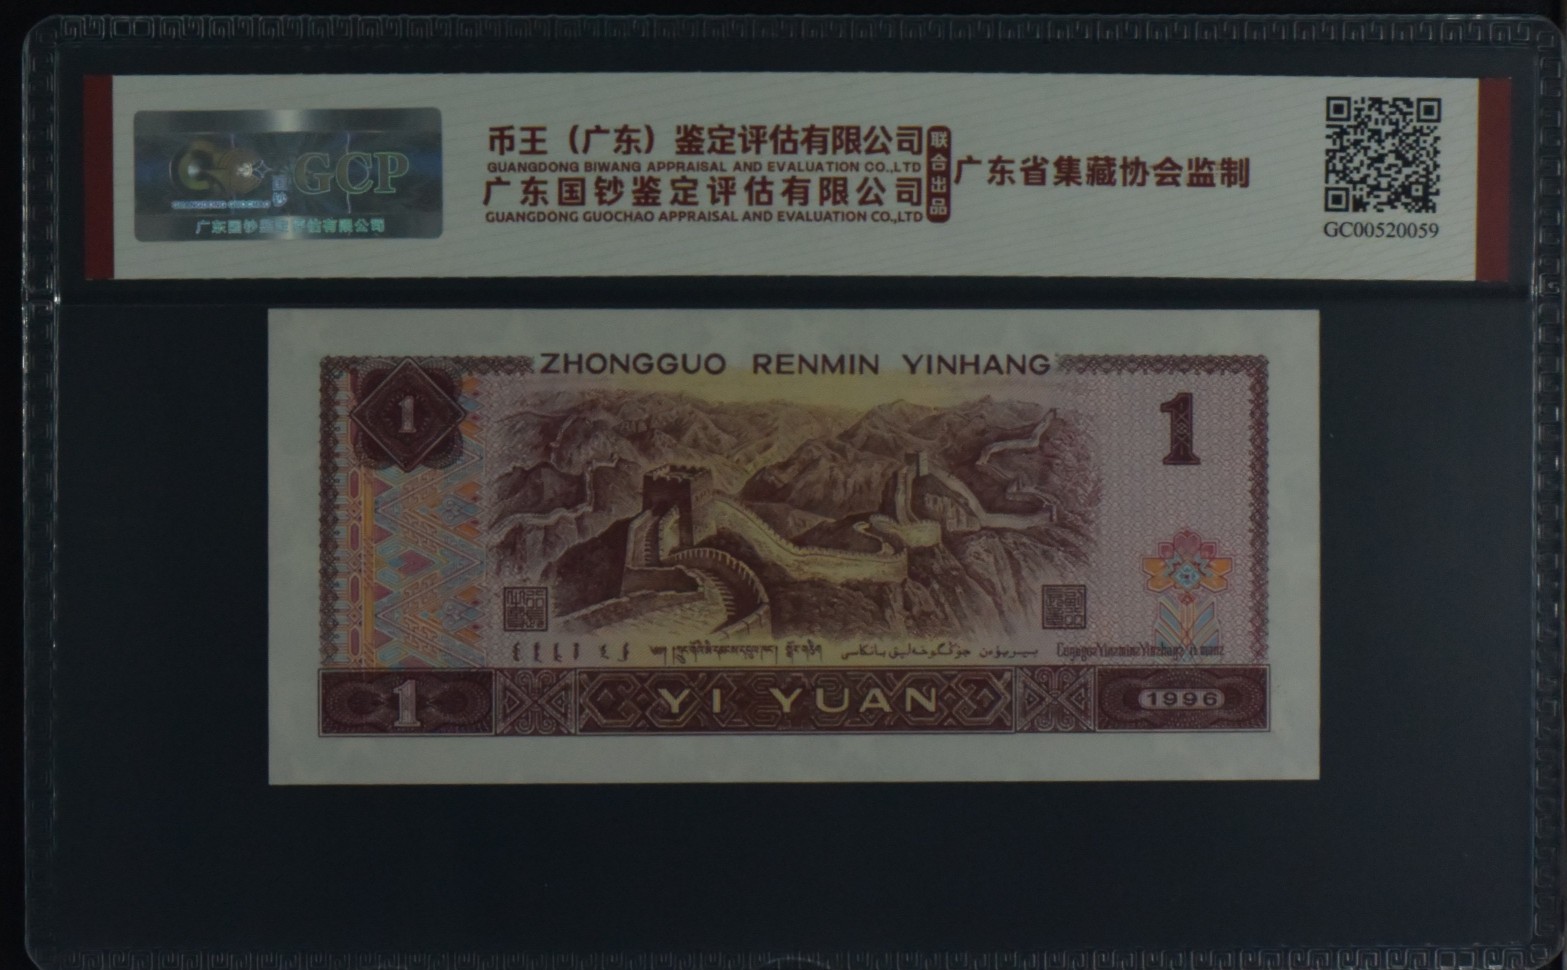 币王（广东）鉴定评估有限公司
GUANGDONG BIWANG APPRAISAL AND EVALUATION CO.,LTD
广东国钞鉴定评估有限公司
GUANGDONG GUOCHAO APPRAISAL AND EVALUATION CO.,LTD
联合出品
广东省集藏协会监制
GC00520059
GCP
广东国钞鉴定评估有限公司
ZHONGGUO RENMIN YINHANG
1
1
1
YI YUAN
1996